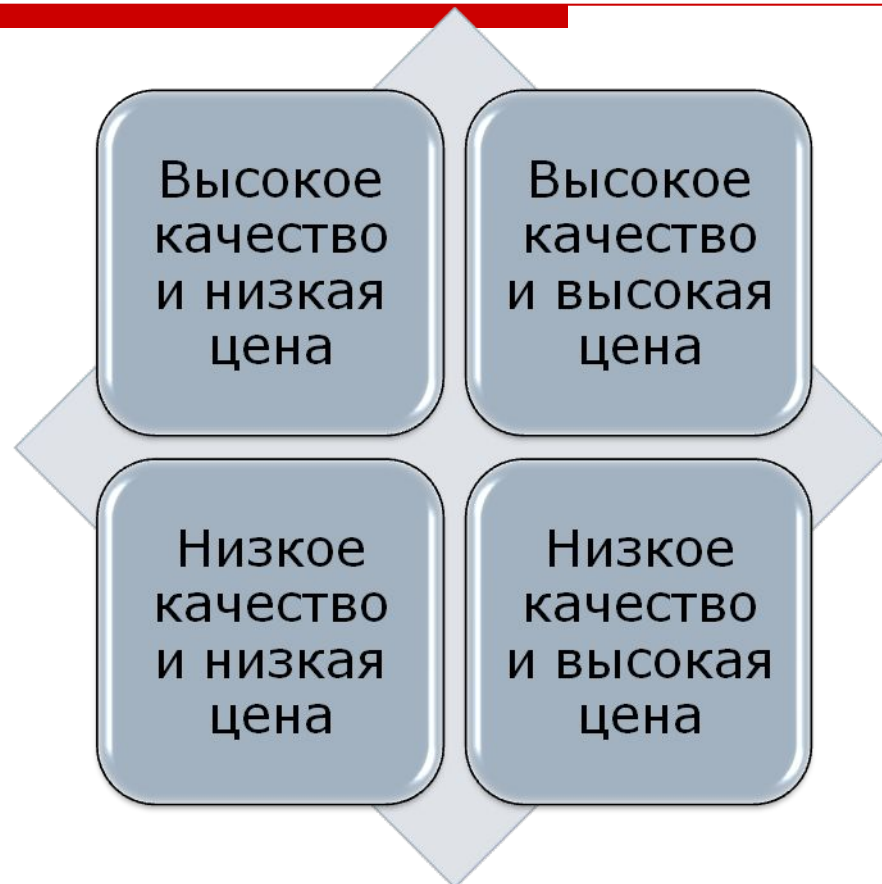 Высокое
качество
и низкая
цена
Высокое
качество
и высокая
цена
Низкое
качество
и низкая
цена
Низкое
качество
и высокая
цена